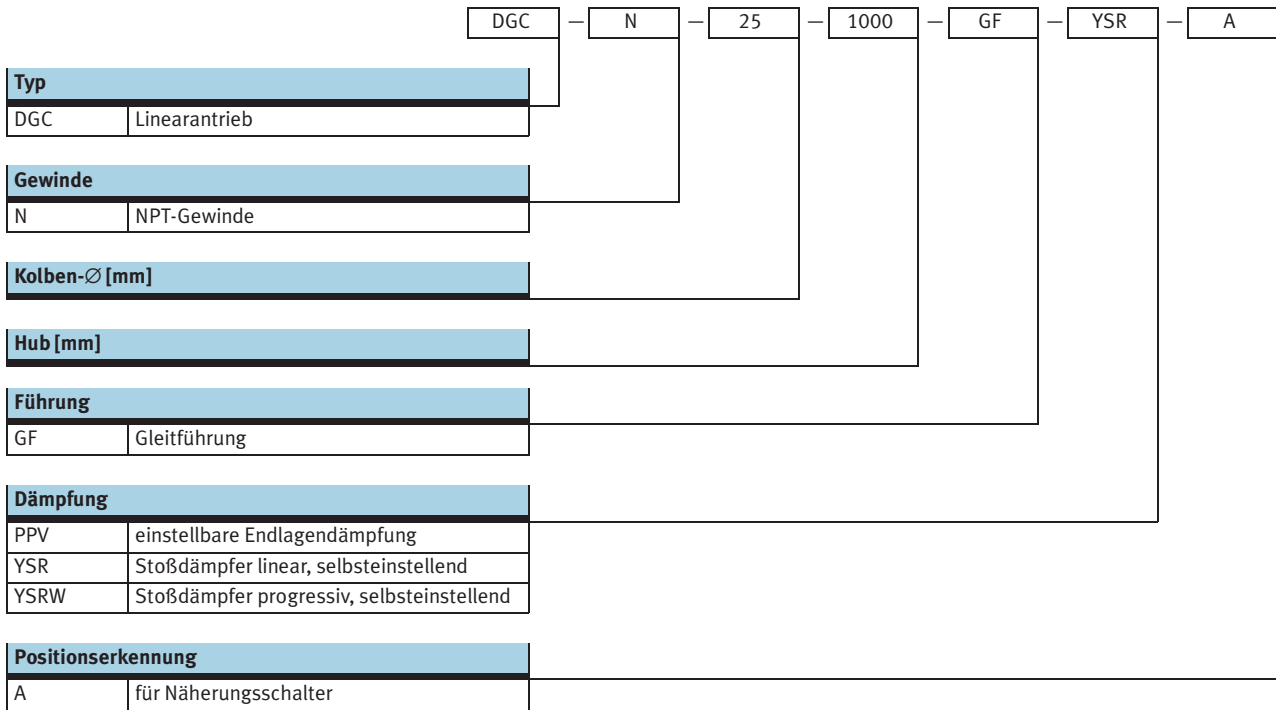 DGC — N — 25 — 1000 — GF — YSR — A
Typ
DGC Linearantrieb
Gewinde
N NPT-Gewinde
Kolben-∅ [mm]
Hub [mm]
Führung
GF Gleitführung
Dämpfung
PPV einstellbare Endlagendämpfung
YSR Stoßdämpfer linear, selbsteinstellend
YSRW Stoßdämpfer progressiv, selbsteinstellend
Positionserkennung
A für Näherungsschalter